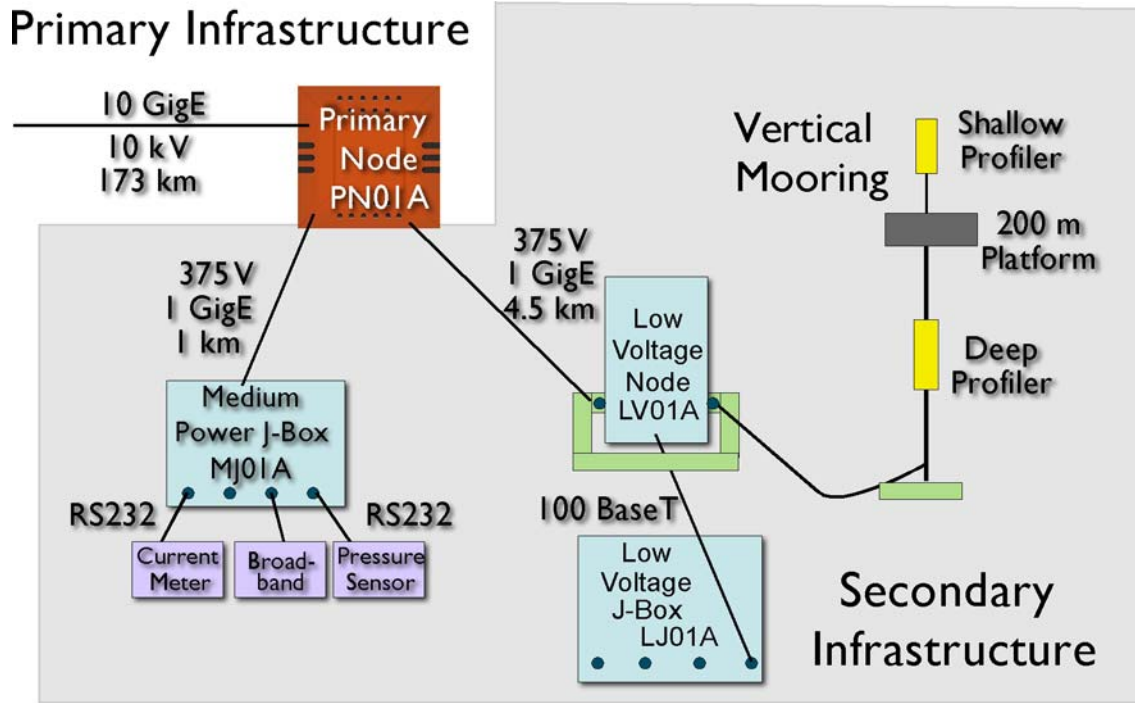 Primary Infrastructure
10 GigE
10 kV
173 km
Primary
Node
PN01A
Vertical
Mooring
Shallow
Profiler
200 m
Platform
Deep
Profiler
375 V
1 GigE
1 km
375 V
1 GigE
4.5 km
Low
Voltage
Node
LV01A
Medium
Power J-Box
MJ01A
RS232
RS232
Current
Meter
Broad-
band
Pressure
Sensor
100 BaseT
Low
Voltage
J-Box
LJ01A
Secondary
Infrastructure